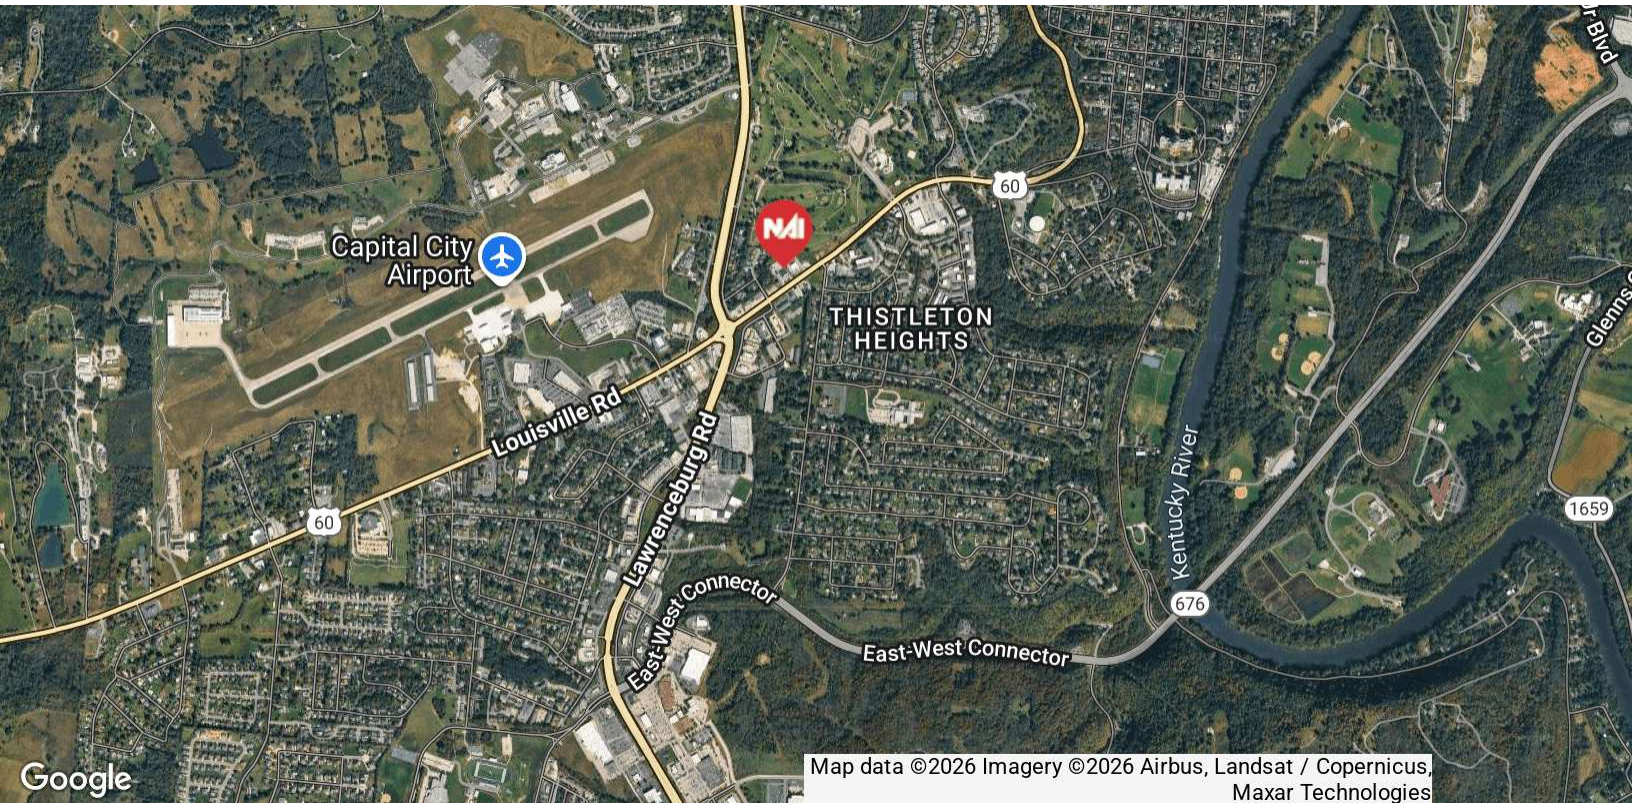 or Blvd
60
NAI
Capital City
Airport
THISTLETON
HEIGHTS
Glenns
Louisville Rd
Lawrenceburg Rd
Kentucky River
60
1659
East-West Connector
676
East-West Connector
Google
Map data ©2026 Imagery ©2026 Airbus, Landsat / Copernicus,
Maxar Technologies